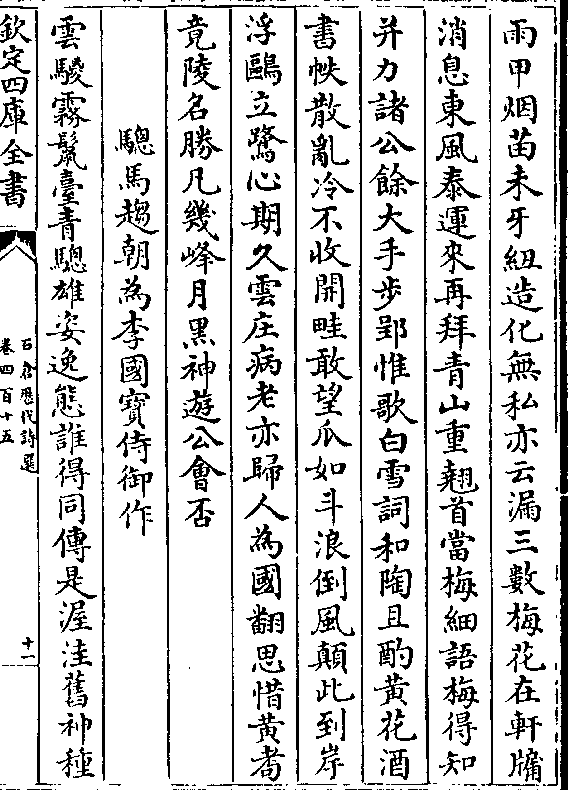 雨甲烟苗未牙紐造化無私亦云漏三數梅花在軒牖
消息東風泰運來再拜青山重翹首當梅細語梅得知
并力諸公餘大手步郢惟歌白雪詞和陶且酌黃花酒
書帙散亂冷不收開畦敢望瓜如斗浪倒風顛此到岸
浮鷗立鷺心期久雲庄病老亦歸人為國翻思惜黃耉
竟陵名勝凡幾峰月黑神遊公會否
驄馬趨朝為李國寶侍御作
雲駿霧鬣臺青驄雄姿逸態誰得同傳是渥洼舊神種
欽定四庫全書
石倉歷代詩選
卷四百十五
十一